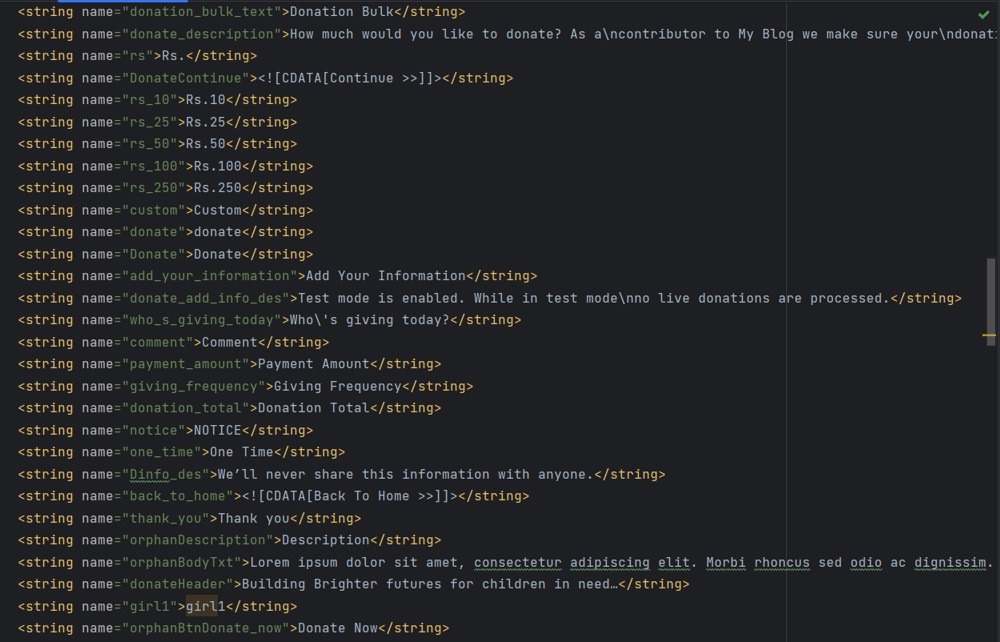 <string name="donation_bulk_text">Donation Bulk</string>
<string name="donate_description">How much would you like to donate? As a\ncontributor to My Blog we make sure your\ndonati
<string name="rs">Rs.</string>
<string name="DonateContinue"><![CDATA[Continue >>]]></string>
<string name="rs_10">Rs.10</string>
<string name="rs_25">Rs.25</string>
<string name="rs_50">Rs.50</string>
<string name="rs_100">Rs.100</string>
<string name="rs_250">Rs.250</string>
<string name="custom">Custom</string>
<string name="donate">donate</string>
<string name="Donate">Donate</string>
<string name="add_your_information">Add Your Information</string>
<string name="donate_add_info_des">Test mode is enabled. While in test mode\nno live donations are processed.</string>
<string name="who_s_giving_today">Who\'s giving today?</string>
<string name="comment">Comment</string>
<string name="payment_amount">Payment Amount</string>
<string name="giving_frequency">Giving Frequency</string>
<string name="donation_total">Donation Total</string>
<string name="notice">NOTICE</string>
<string name="one_time">One Time</string>
<string name="Dinfo_des">We’ll never share this information with anyone.</string>
<string name="back_to_home"><![CDATA[Back To Home >>]]></string>
<string name="thank_you">Thank you</string>
<string name="orphanDescription">Description</string>
<string name="orphanBodyTxt">Lorem ipsum dolor sit amet, consectetur adipiscing elit. Morbi rhoncus sed odio ac dignissim.
<string name="donateHeader">Building Brighter futures for children in need…</string>
<string name="girl1">girl1</string>
<string name="orphanBtnDonate_now">Donate Now</string>